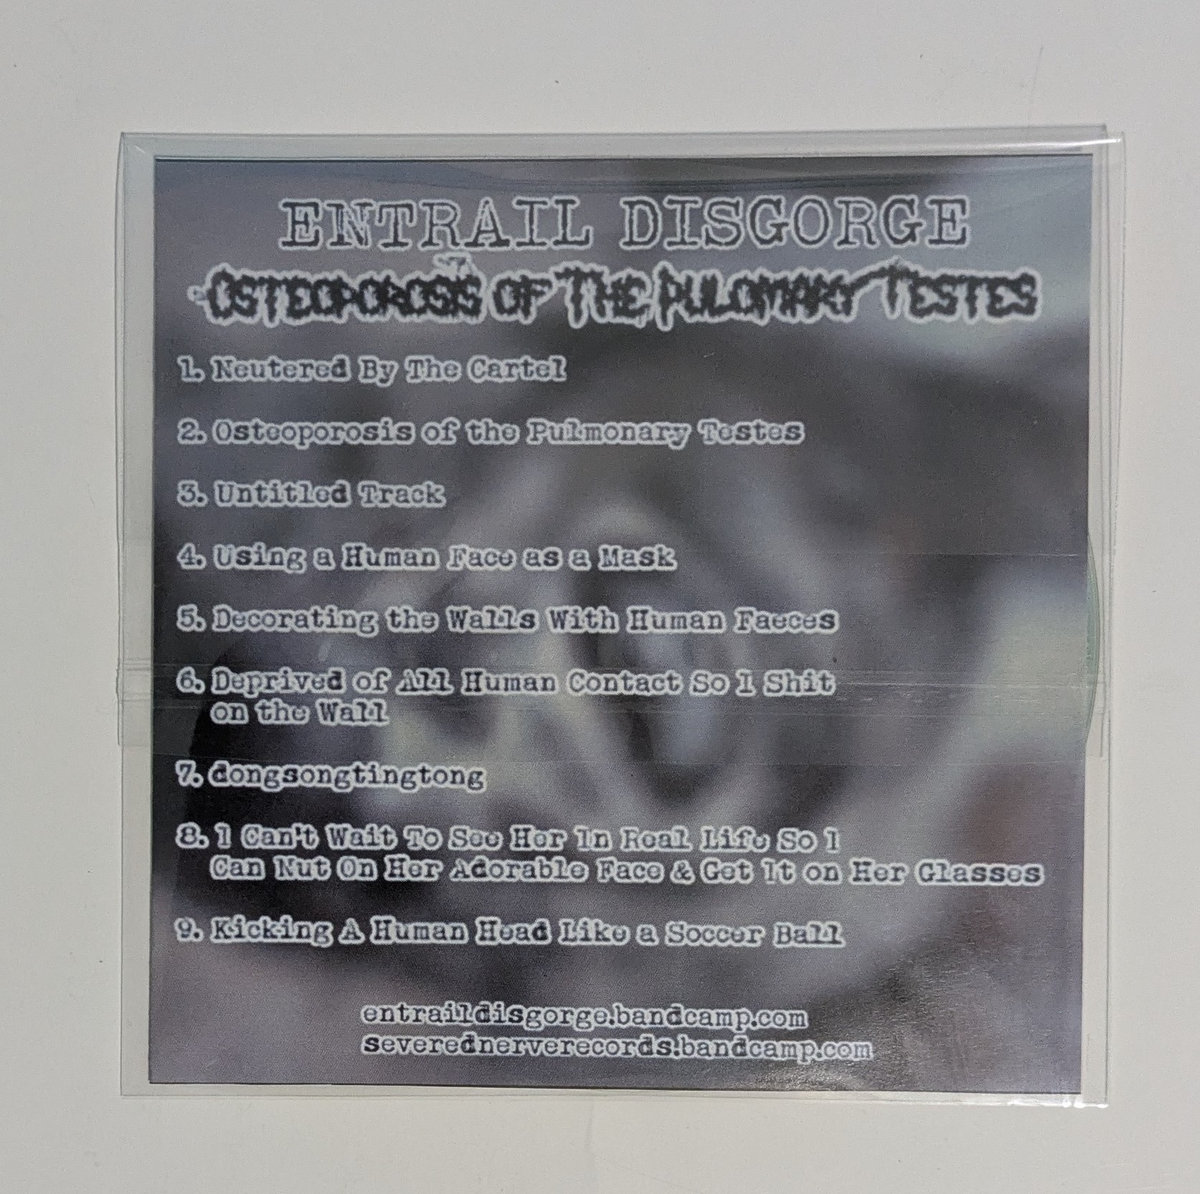 ENTRAIL DISGORGE
OSTEOPOROSIS OF THE PULOMARY TESTES
1. Neutered By The Cartel
2. Osteoporosis of the Pulmonary Testes
3. Untitled Track
4. Using a Human Face as a Mask
5. Decorating the Walls With Human Faeces
6. Deprived of All Human Contact So I Shit
on the Wall
7. dongsongtingtong
8. I Can't Wait To See Her In Real Life So I
Can Nut On Her Adorable Face & Get It on Her Glasses
9. Kicking A Human Head Like a Soccer Ball
entraildisgorge.bandcamp.com
severednerverecords.bandcamp.com